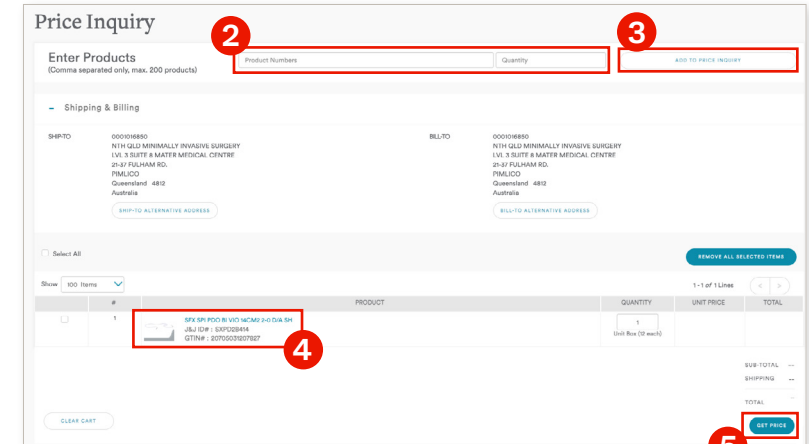 Price Inquiry
2
3
Enter Products
(Comma separated only, max. 200 products)
Product Numbers
Quantity
ADD TO PRICE INQUIRY
– Shipping & Billing
SHIP-TO
0001016850
NTH QLD MINIMALLY INVASIVE SURGERY
LVL 3 SUITE 8 MATER MEDICAL CENTRE
21-37 FULHAM RD.
PIMLICO
Queensland 4812
Australia
SHIP-TO ALTERNATIVE ADDRESS
BILL-TO
0001016850
NTH QLD MINIMALLY INVASIVE SURGERY
LVL 3 SUITE 8 MATER MEDICAL CENTRE
21-37 FULHAM RD.
PIMLICO
Queensland 4812
Australia
BILL-TO ALTERNATIVE ADDRESS
Select All
REMOVE ALL SELECTED ITEMS
Show 100 Items
1 - 1 of 1 Lines
< >
# PRODUCT QUANTITY UNIT PRICE TOTAL
1
SFX SPI PDO BI VIO 14CMV 2-0 D/A SH
J&J ID# : SXPD2B414
GTIN# : 20705031207827
1
Unit Box (12 each)
4
SUB-TOTAL --
SHIPPING --
TOTAL --
CLEAR CART
GET PRICE
5